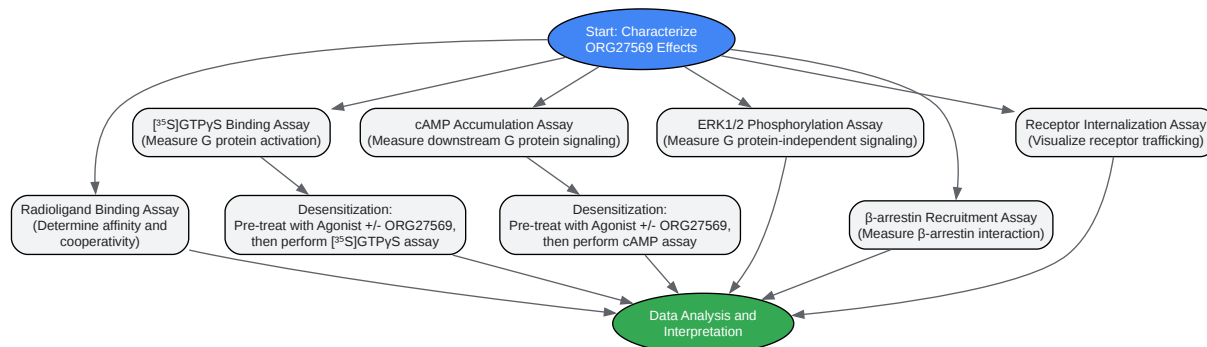 Start: Characterize
ORG27569 Effects
[³⁵S]GTPγS Binding Assay
(Measure G protein activation)
cAMP Accumulation Assay
(Measure downstream G protein signaling)
ERK1/2 Phosphorylation Assay
(Measure G protein-independent signaling)
Receptor Internalization Assay
(Visualize receptor trafficking)
Radioligand Binding Assay
(Determine affinity and
cooperativity)
Desensitization:
Pre-treat with Agonist +/- ORG27569,
then perform [³⁵S]GTPγS assay
Desensitization:
Pre-treat with Agonist +/- ORG27569,
then perform cAMP assay
β-arrestin Recruitment Assay
(Measure β-arrestin interaction)
Data Analysis and
Interpretation